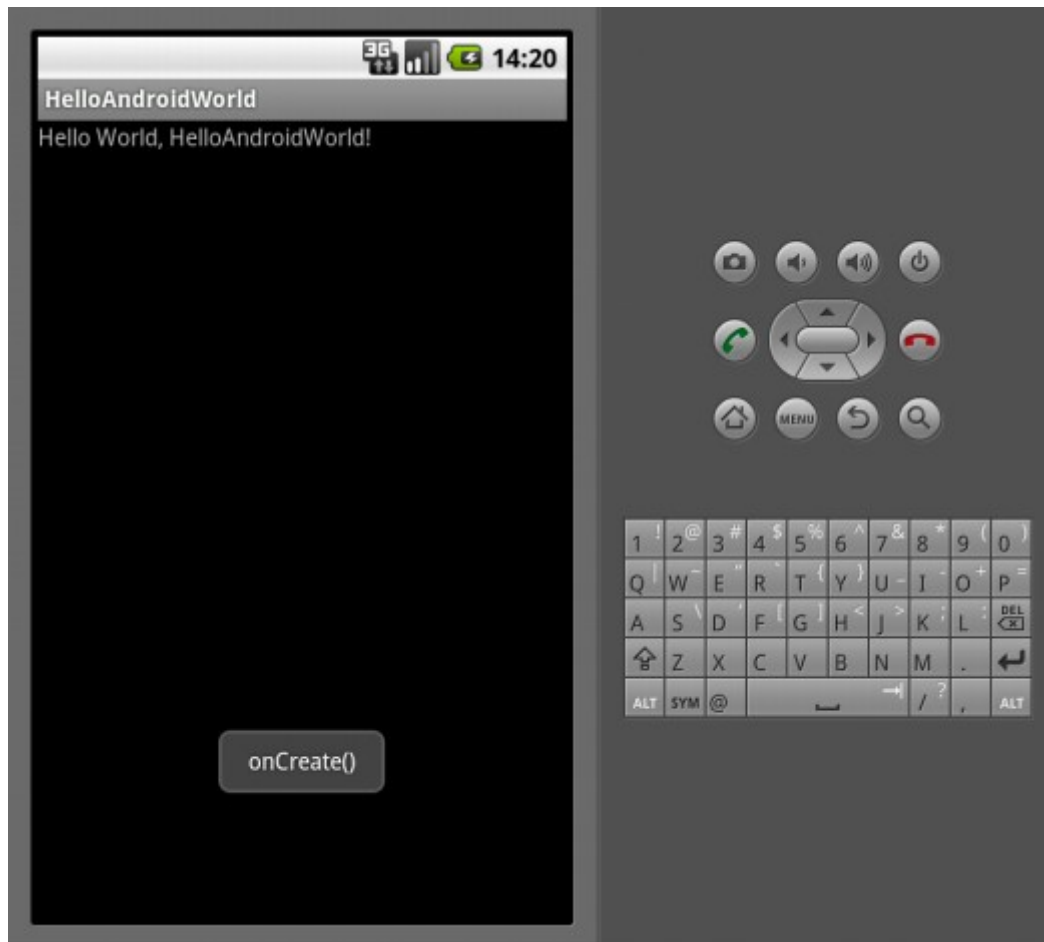 3G 14:20
HelloAndroidWorld
Hello World, HelloAndroidWorld!
onCreate()
MENU
1 ! 2 @ 3 # 4 $ 5 % 6 ^ 7 & 8 * 9 ( 0 )
Q | W ~ E " R ` T { Y } U - I - O + P =
A S \ D ' F [ G ] H < J > K ; L : DEL
Z X C V B N M .
ALT SYM @ / ? , ALT